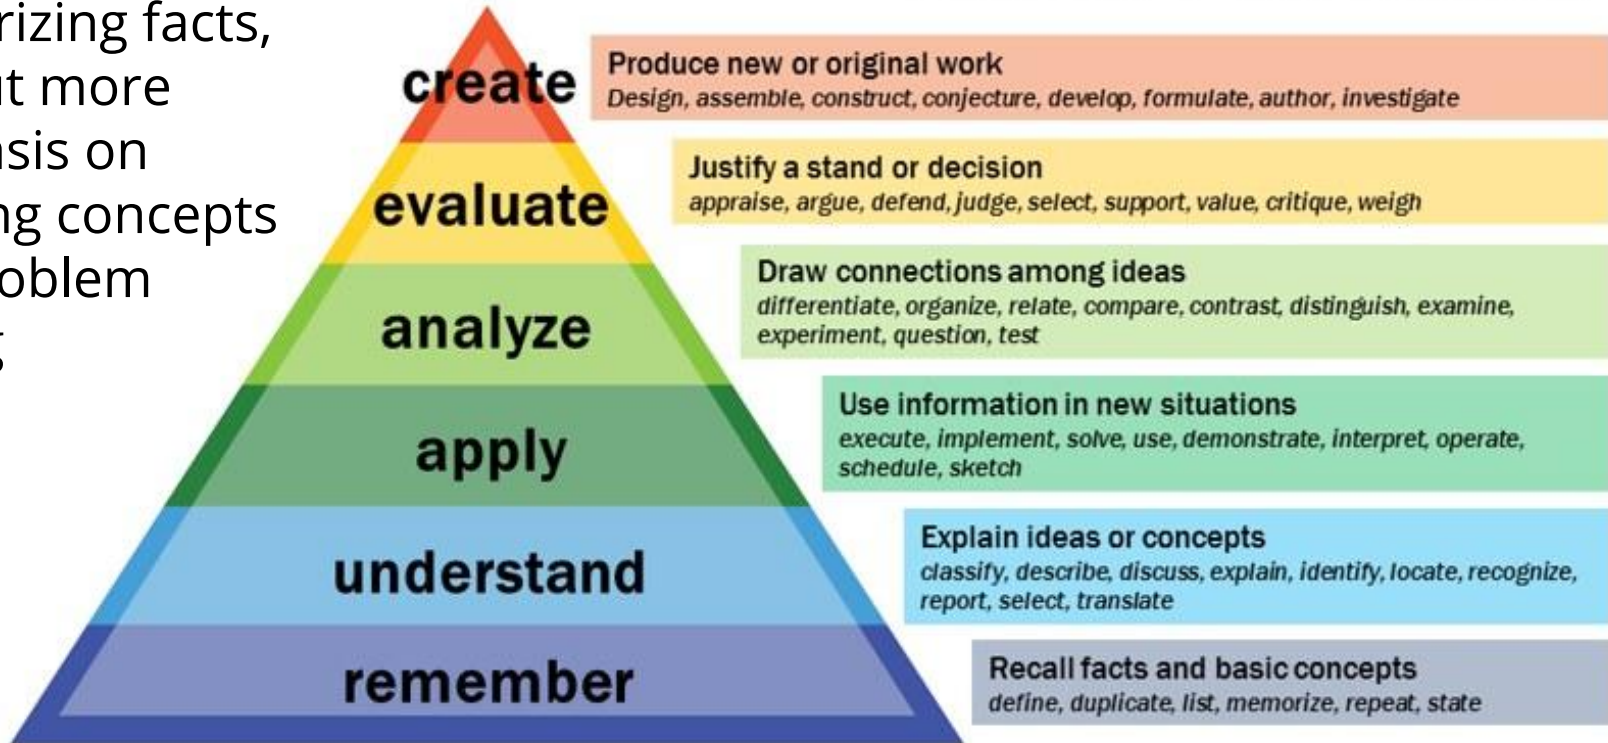 rizing facts,
ut more
asis on
ng concepts
roblem
g
create
Produce new or original work
Design, assemble, construct, conjecture, develop, formulate, author, investigate
evaluate
Justify a stand or decision
appraise, argue, defend, judge, select, support, value, critique, weigh
analyze
Draw connections among ideas
differentiate, organize, relate, compare, contrast, distinguish, examine,
experiment, question, test
apply
Use information in new situations
execute, implement, solve, use, demonstrate, interpret, operate,
schedule, sketch
understand
Explain ideas or concepts
classify, describe, discuss, explain, identify, locate, recognize,
report, select, translate
remember
Recall facts and basic concepts
define, duplicate, list, memorize, repeat, state